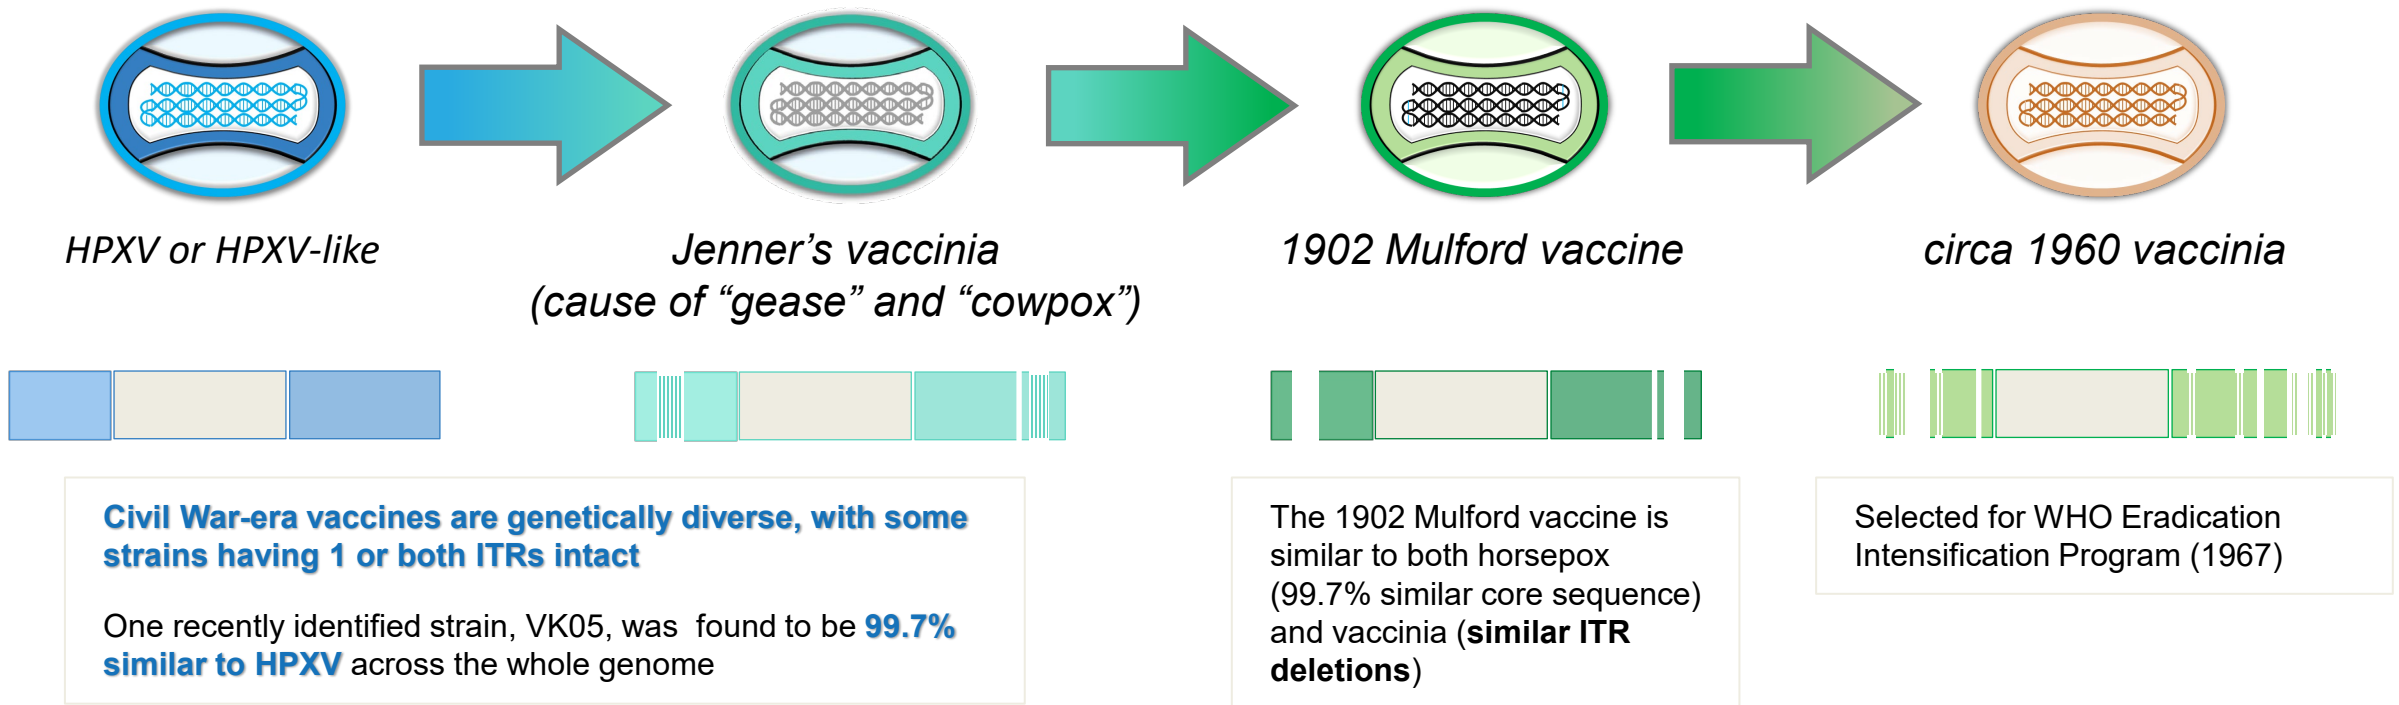 HPXV or HPXV-like
Jenner’s vaccinia
(cause of “gease” and “cowpox”)
1902 Mulford vaccine
circa 1960 vaccinia
Civil War-era vaccines are genetically diverse, with some
strains having 1 or both ITRs intact
One recently identified strain, VK05, was found to be 99.7%
similar to HPXV across the whole genome
The 1902 Mulford vaccine is
similar to both horsepox
(99.7% similar core sequence)
and vaccinia (similar ITR
deletions)
Selected for WHO Eradication
Intensification Program (1967)